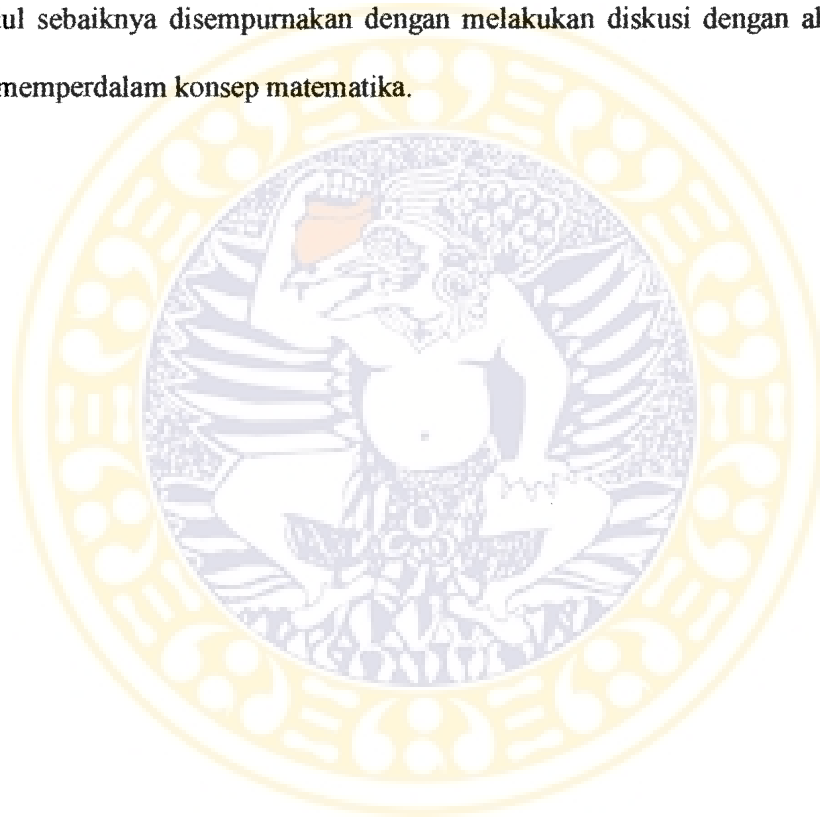 ul sebaiknya disempurnakan dengan melakukan diskusi dengan al
memperdalam konsep matematika.